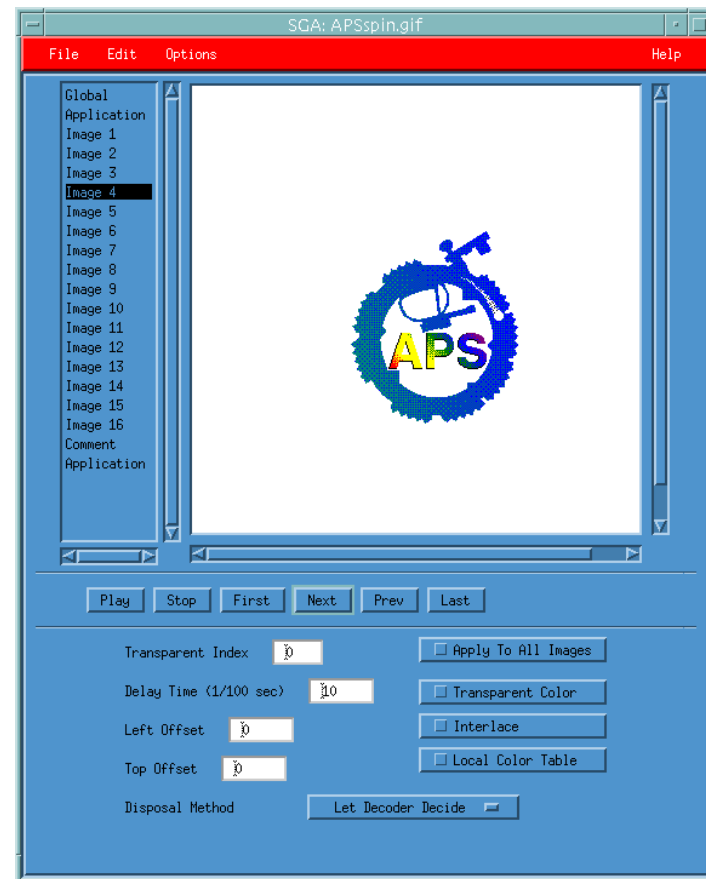 SGA: APSspin.gif
File Edit Options Help
Global
Application
Image 1
Image 2
Image 3
Image 4
Image 5
Image 6
Image 7
Image 8
Image 9
Image 10
Image 11
Image 12
Image 13
Image 14
Image 15
Image 16
Comment
Application
APS
Play Stop First Next Prev Last
Transparent Index 0
Apply To All Images
Delay Time (1/100 sec) 10
Transparent Color
Left Offset 0
Interlace
Top Offset 0
Local Color Table
Disposal Method Let Decoder Decide